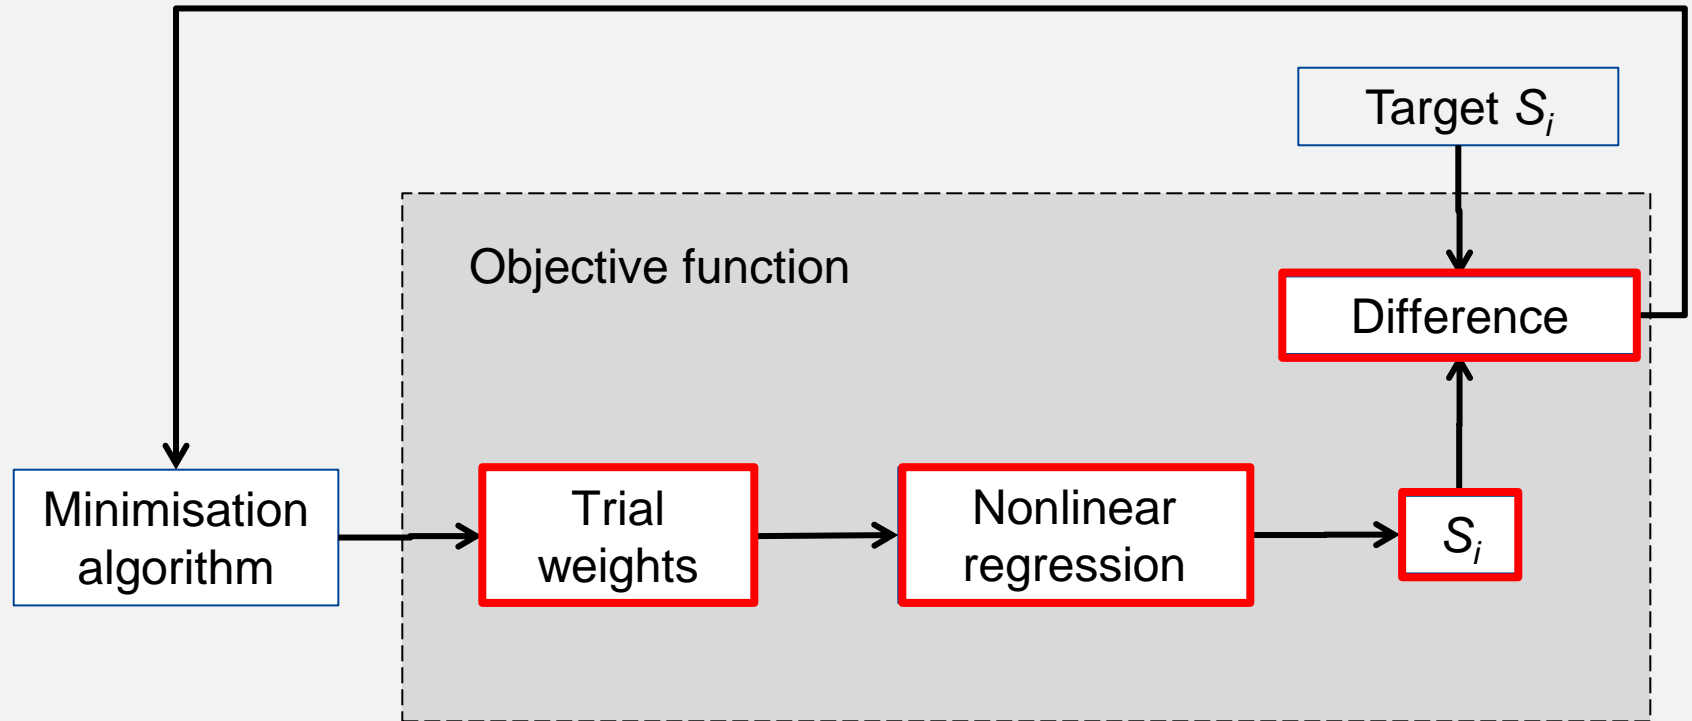 Target Sᵢ
Objective function
Difference
Minimisation
algorithm
Trial
weights
Nonlinear
regression
Sᵢ